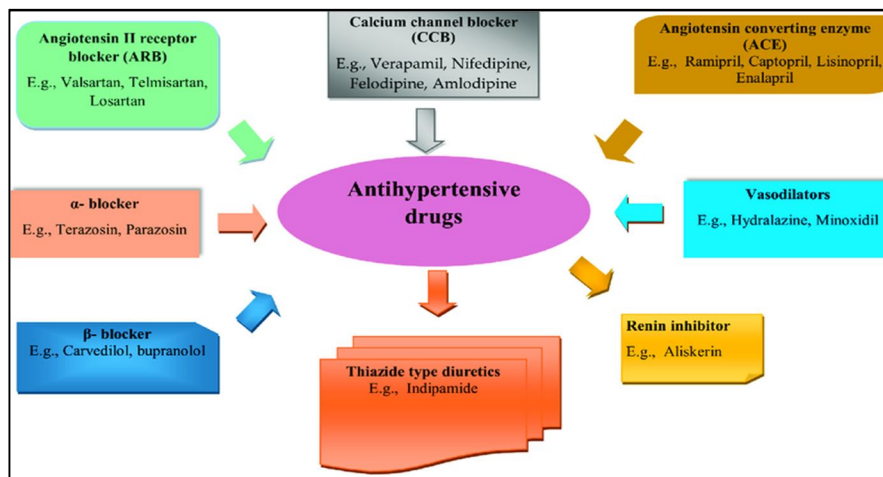 Angiotensin II receptor
blocker (ARB)
E.g., Valsartan, Telmisartan,
Losartan
Calcium channel blocker
(CCB)
E.g., Verapamil, Nifedipine,
Felodipine, Amlodipine
Angiotensin converting enzyme
(ACE)
E.g., Ramipril, Captopril, Lisinopril,
Enalapril
α- blocker
E.g., Terazosin, Parazosin
Antihypertensive
drugs
Vasodilators
E.g., Hydralazine, Minoxidil
β- blocker
E.g., Carvedilol, bupranolol
Thiazide type diuretics
E.g., Indipamide
Renin inhibitor
E.g., Aliskerin